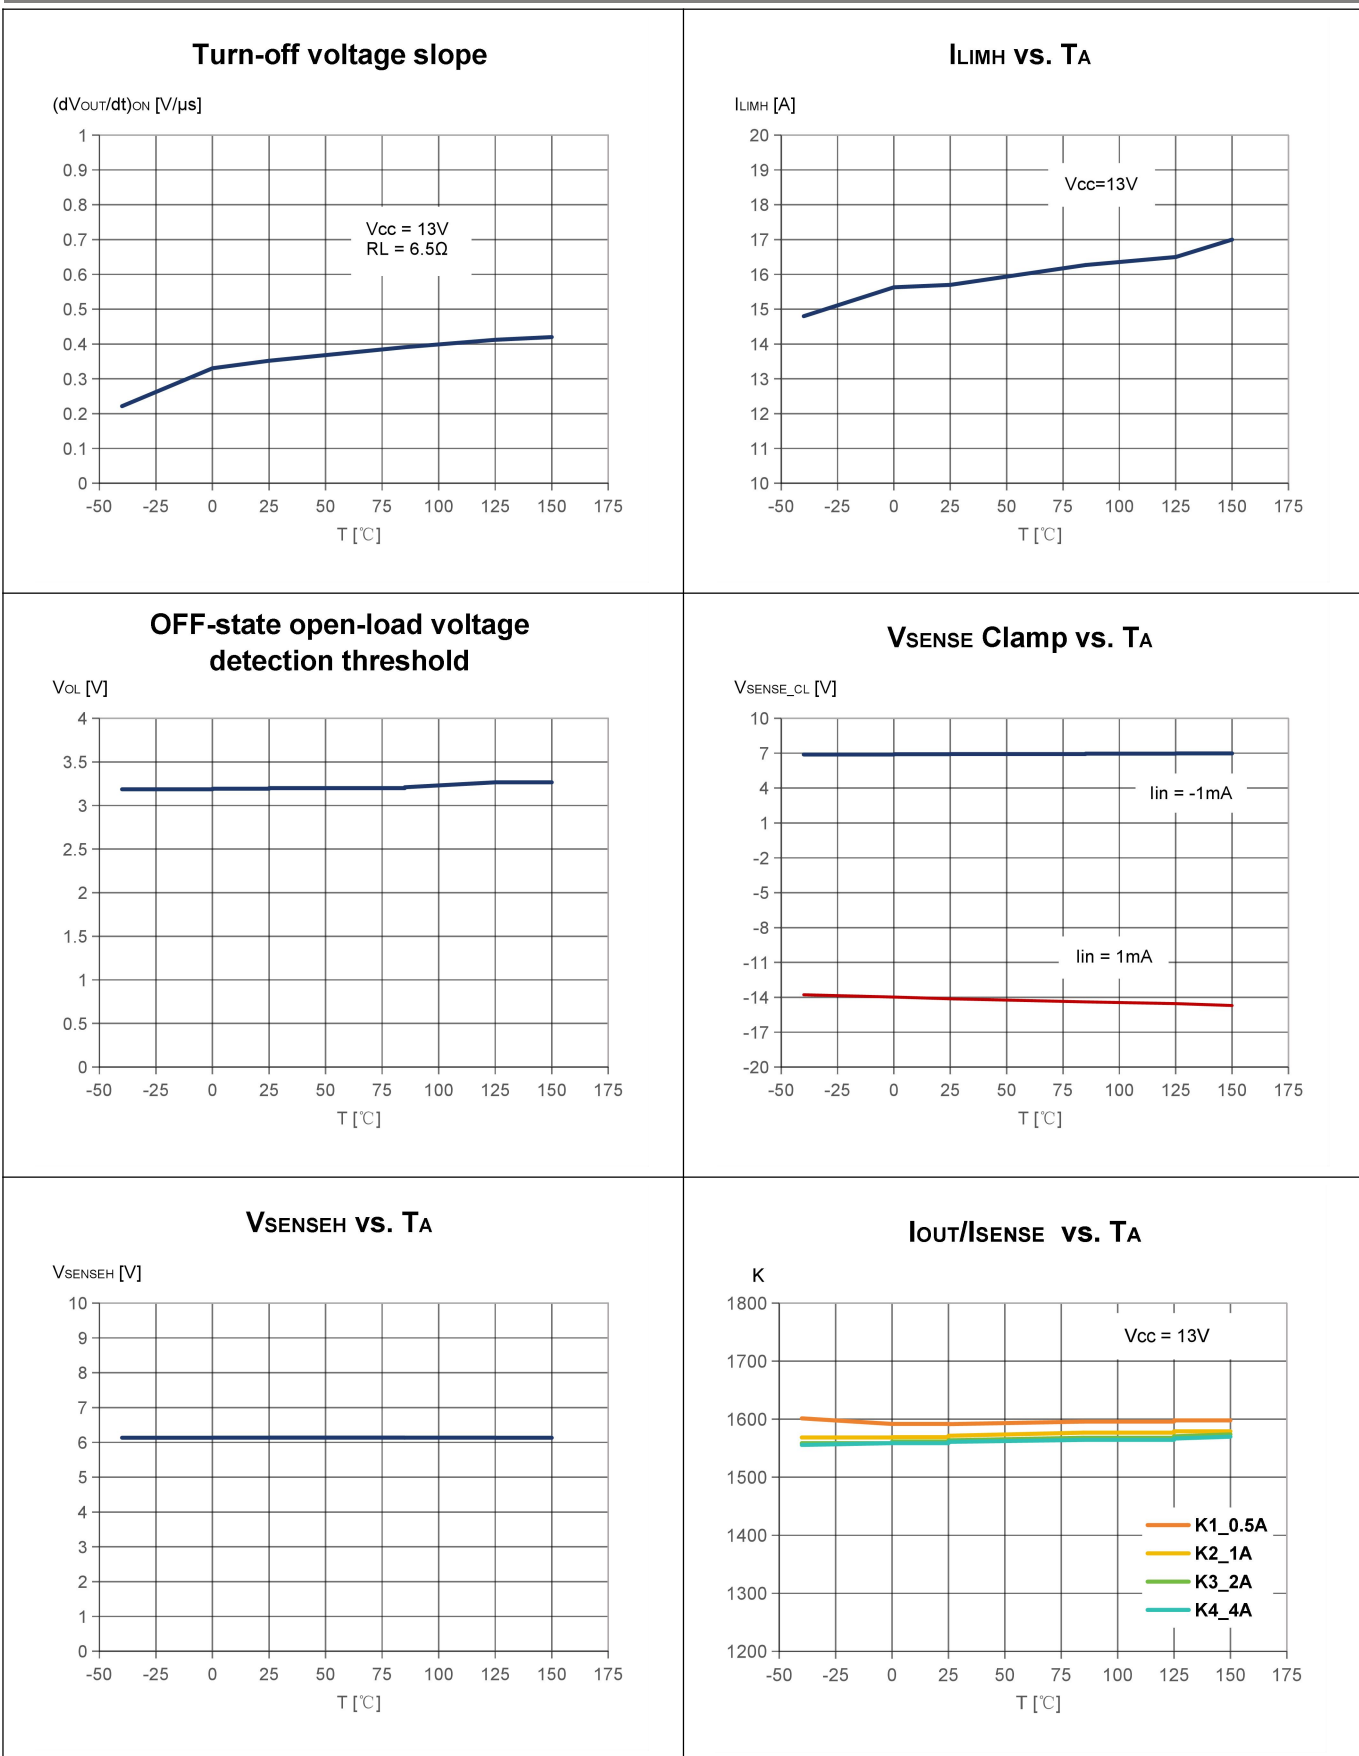 Turn-off voltage slope
(dVOUT/dt)ON [V/µs]
1
0.9
0.8
0.7
0.6
0.5
0.4
0.3
0.2
0.1
0
Vcc = 13V
RL = 6.5Ω
-50 -25 0 25 50 75 100 125 150 175
T [℃]
ILIMH vs. TA
ILIMH [A]
20
19
18
17
16
15
14
13
12
11
10
Vcc=13V
-50 -25 0 25 50 75 100 125 150 175
T [℃]
OFF-state open-load voltage
detection threshold
VOL [V]
4
3.5
3
2.5
2
1.5
1
0.5
0
-50 -25 0 25 50 75 100 125 150 175
T [℃]
VSENSE Clamp vs. TA
VSENSE_CL [V]
10
7
4
1
-2
-5
-8
-11
-14
-17
-20
Iin = -1mA
Iin = 1mA
-50 -25 0 25 50 75 100 125 150 175
T [℃]
VSENSEH vs. TA
VSENSEH [V]
10
9
8
7
6
5
4
3
2
1
0
-50 -25 0 25 50 75 100 125 150 175
T [℃]
IOUT/ISENSE vs. TA
K
1800
1700
1600
1500
1400
1300
1200
Vcc = 13V
K1_0.5A
K2_1A
K3_2A
K4_4A
-50 -25 0 25 50 75 100 125 150 175
T [℃]